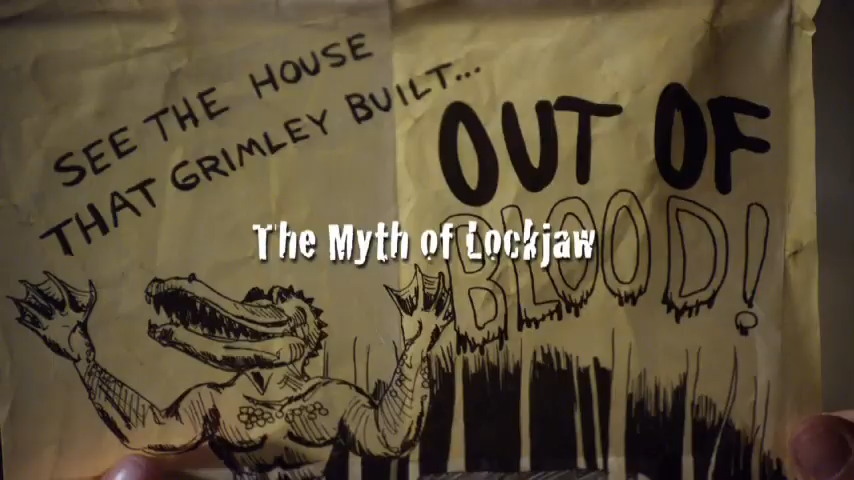 SEE THE HOUSE
THAT GRIMLEY BUILT...
OUT OF
BLOOD!
The Myth of Lockjaw